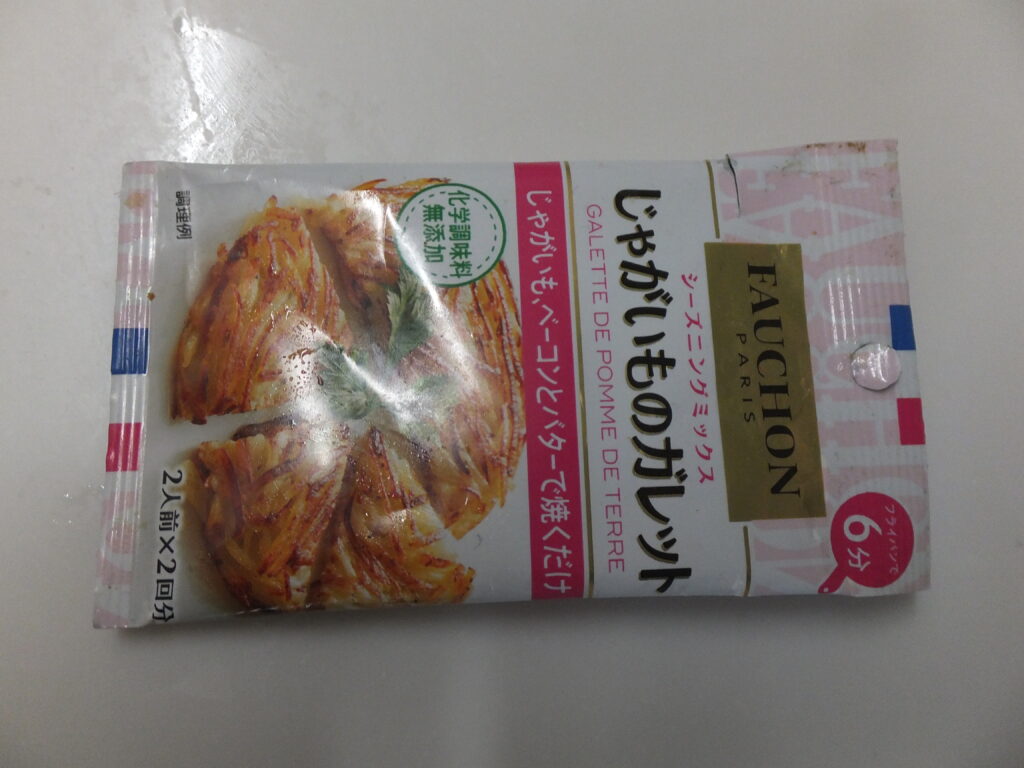 フライパンで
6分
FAUCHON
PARIS
シーズニングミックス
じゃがいものガレット
GALETTE DE POMME DE TERRE
じゃがいも、ベーコンとバターで焼くだけ
化学調味料
無添加
調理例
2人前×2回分